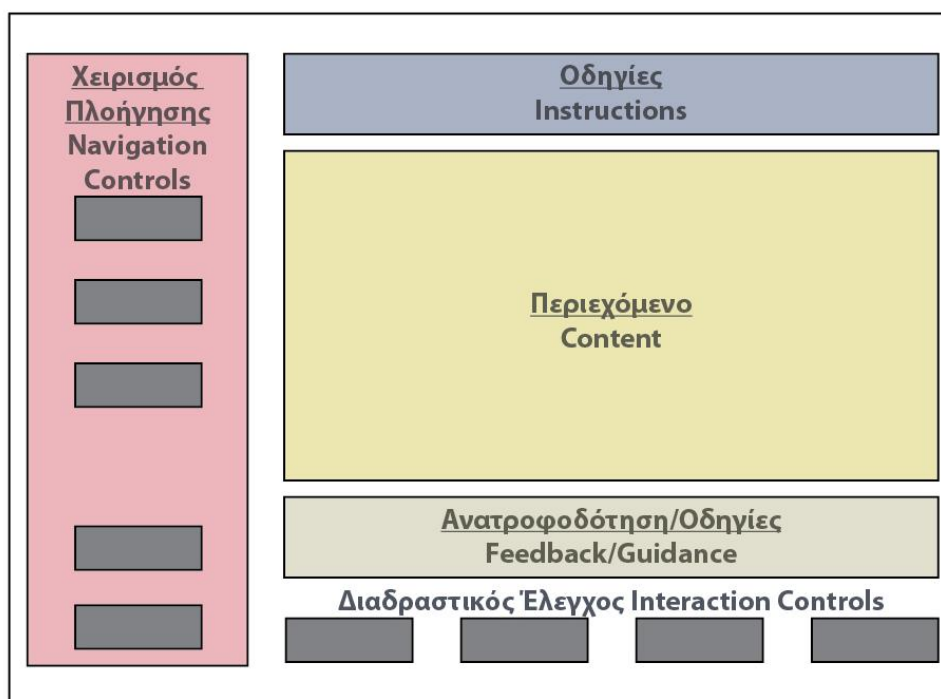 Χειρισμός
Πλοήγησης
Navigation
Controls
Οδηγίες
Instructions
Περιεχόμενο
Content
Ανατροφοδότηση/Οδηγίες
Feedback/Guidance
Διαδραστικός Έλεγχος Interaction Controls